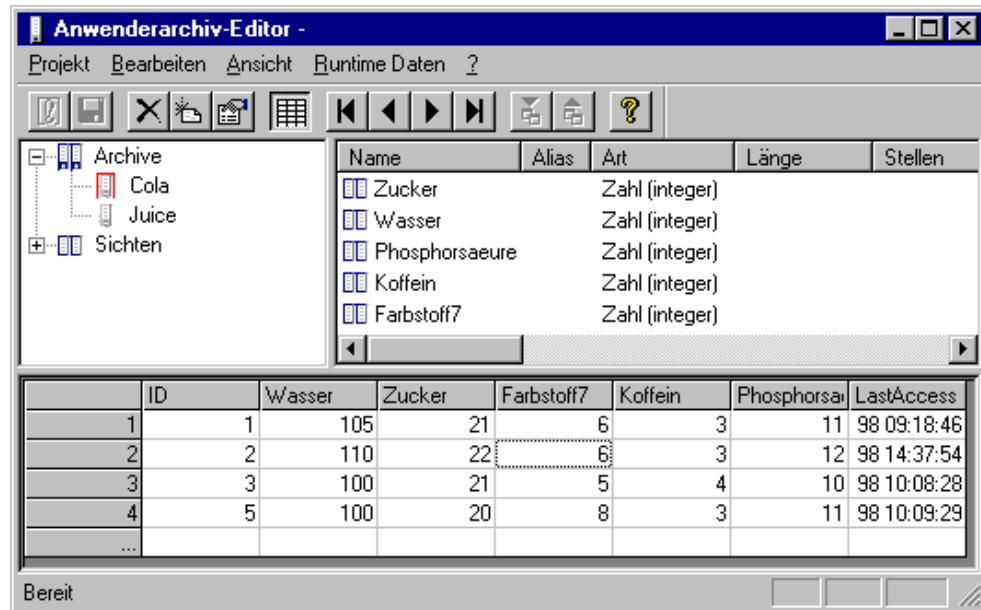 Anwenderarchiv-Editor -
Projekt Bearbeiten Ansicht Runtime Daten ?
Archive
Cola
Juice
Sichten
Name Alias Art Länge Stellen
Zucker Zahl (integer)
Wasser Zahl (integer)
Phosphorsaeure Zahl (integer)
Koffein Zahl (integer)
Farbstoff7 Zahl (integer)
ID Wasser Zucker Farbstoff7 Koffein Phosphorsa LastAccess
1 1 105 21 6 3 11 98 09:18:46
2 2 110 22 6 3 12 98 14:37:54
3 3 100 21 5 4 10 98 10:08:28
4 5 100 20 8 3 11 98 10:09:29
...
Bereit